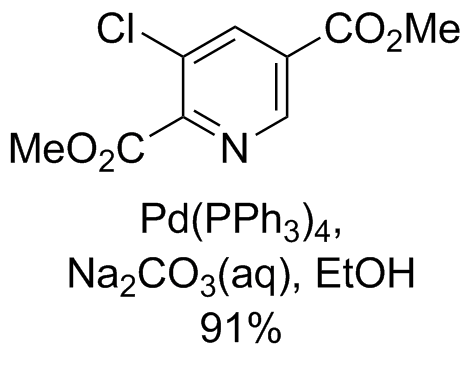 Cl
CO₂Me
MeO₂C
N
Pd(PPh₃)₄,
Na₂CO₃(aq), EtOH
91%